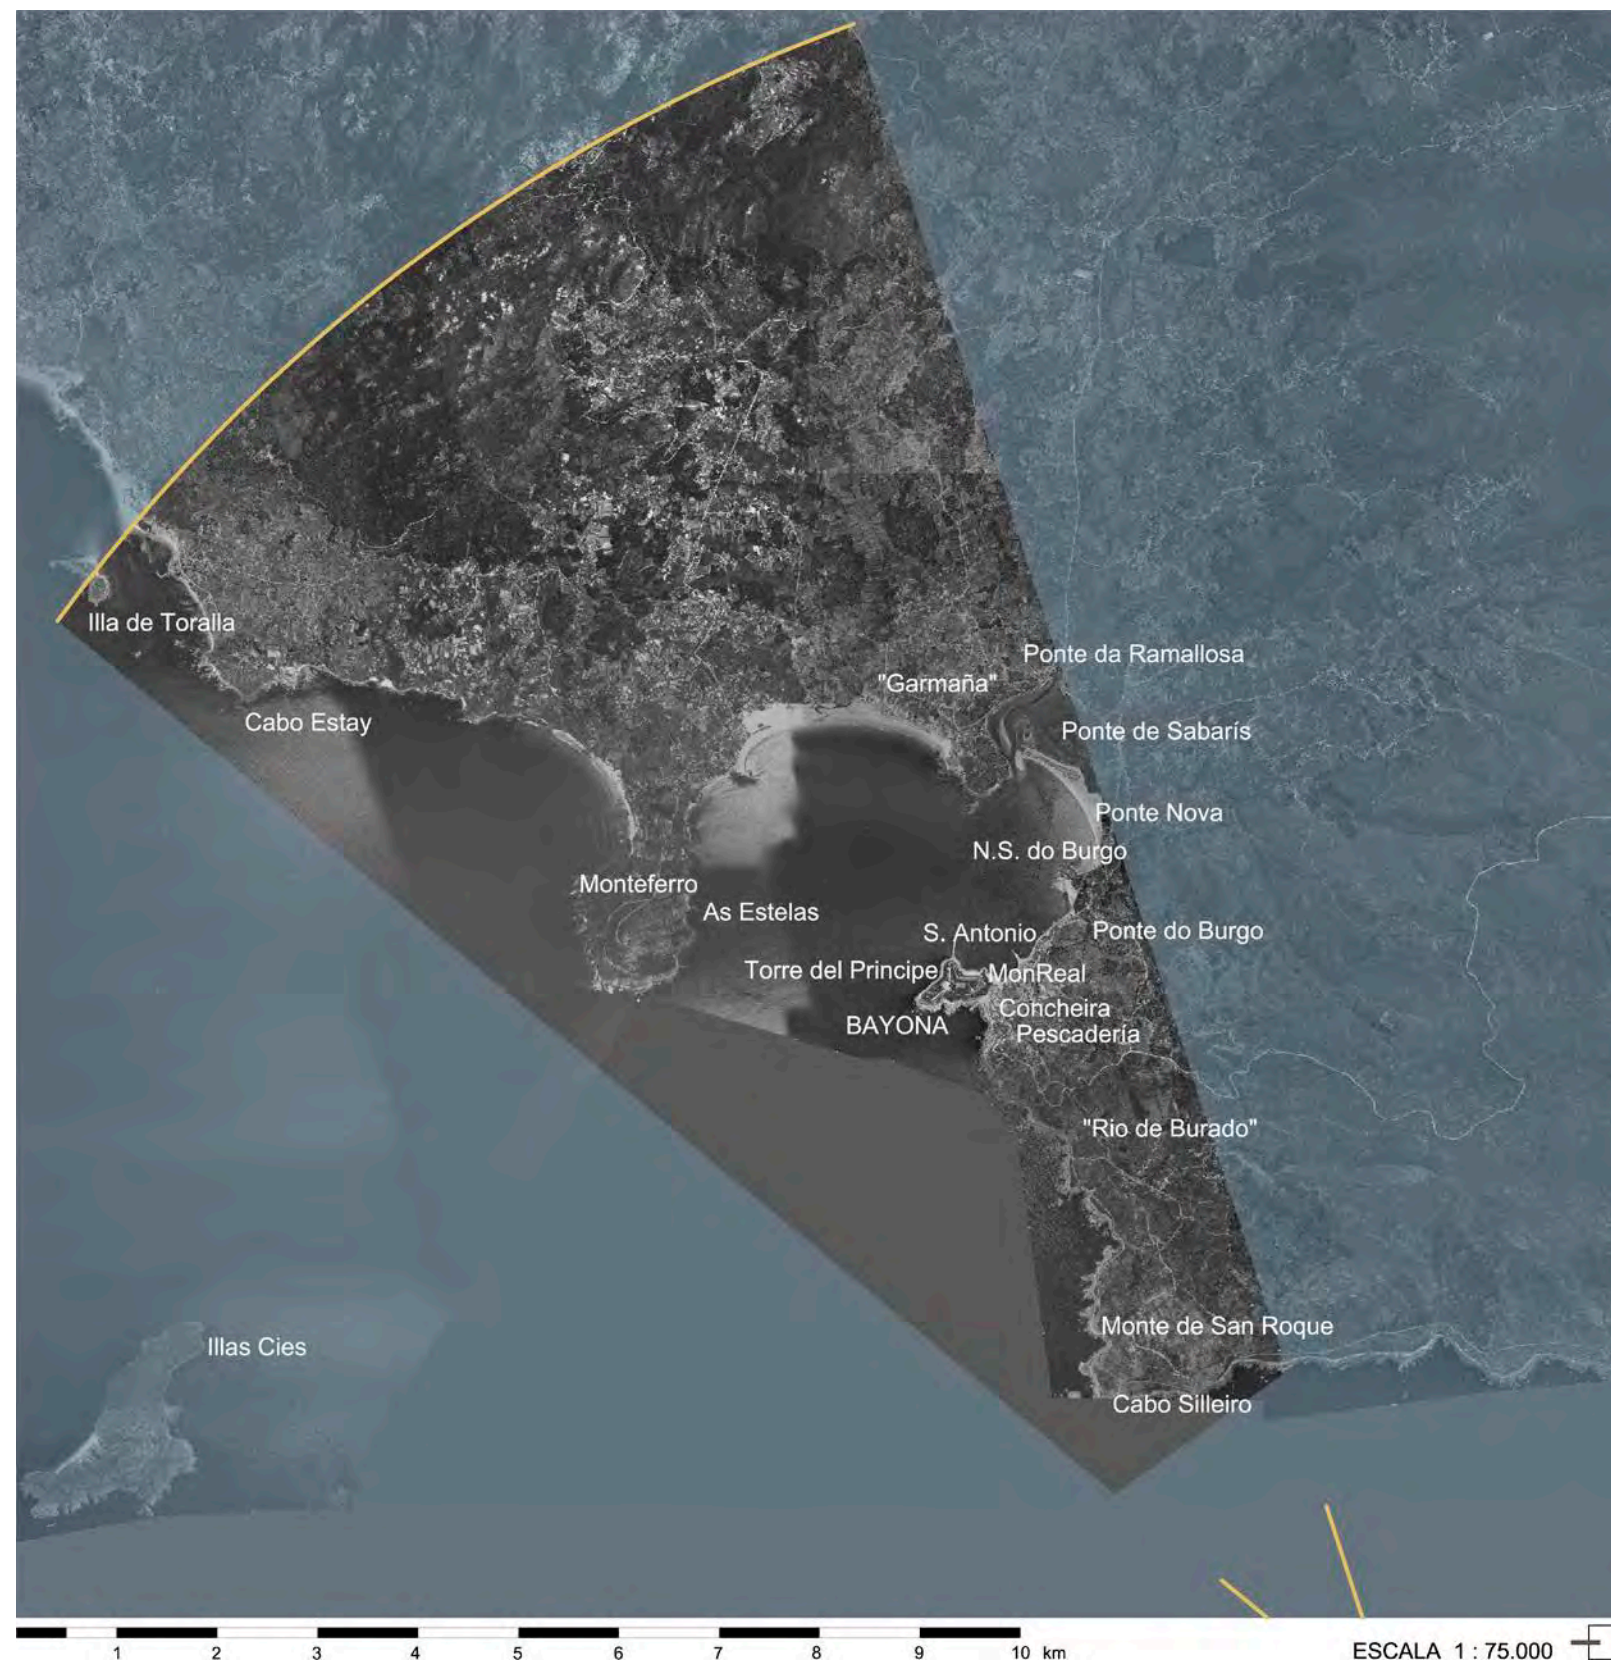 Illa de Toralla
Ponte da Ramallosa
"Garmaña"
Cabo Estay
Ponte de Sabarís
Ponte Nova
N.S. do Burgo
Monteferro
As Estelas
S. Antonio
Ponte do Burgo
Torre del Principe
MonReal
Concheira
BAYONA
Pescadería
"Rio de Burado"
Monte de San Roque
Illas Cies
Cabo Silleiro
1 2 3 4 5 6 7 8 9 10 km
ESCALA 1 : 75.000